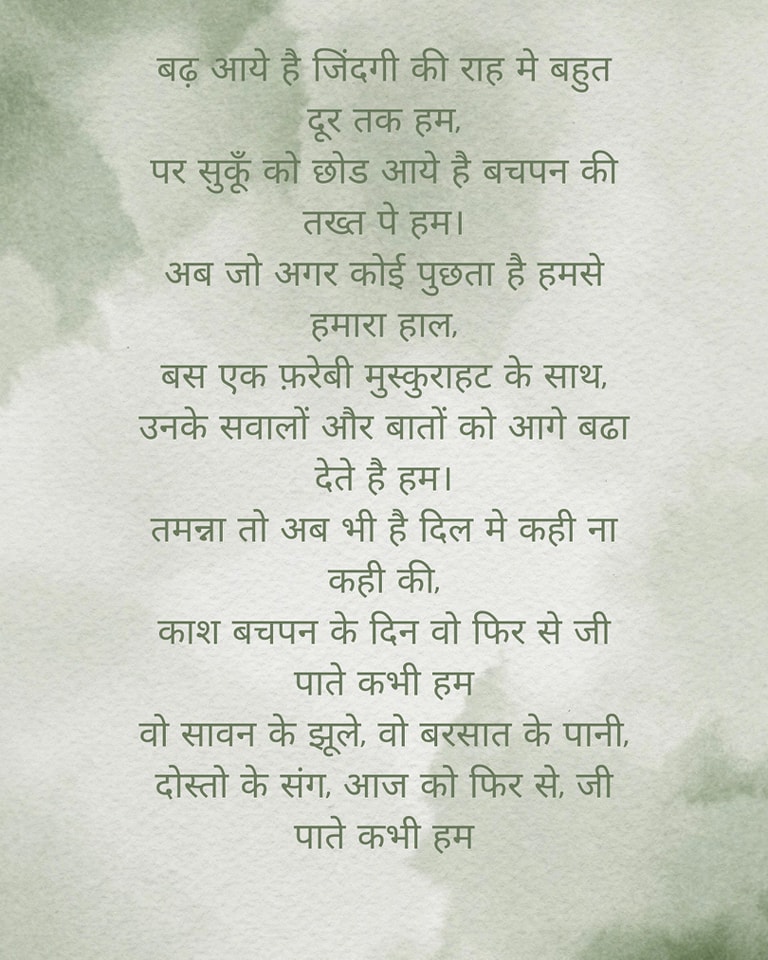 बढ़ आये है जिंदगी की राह मे बहुत
दूर तक हम,
पर सुकूँ को छोड आये है बचपन की
तख्त पे हम।
अब जो अगर कोई पुछता है हमसे
हमारा हाल,
बस एक फ़रेबी मुस्कुराहट के साथ,
उनके सवालों और बातों को आगे बढा
देते है हम।
तमन्ना तो अब भी है दिल मे कही ना
कही की,
काश बचपन के दिन वो फिर से जी
पाते कभी हम
वो सावन के झूले, वो बरसात के पानी,
दोस्तो के संग, आज को फिर से, जी
पाते कभी हम